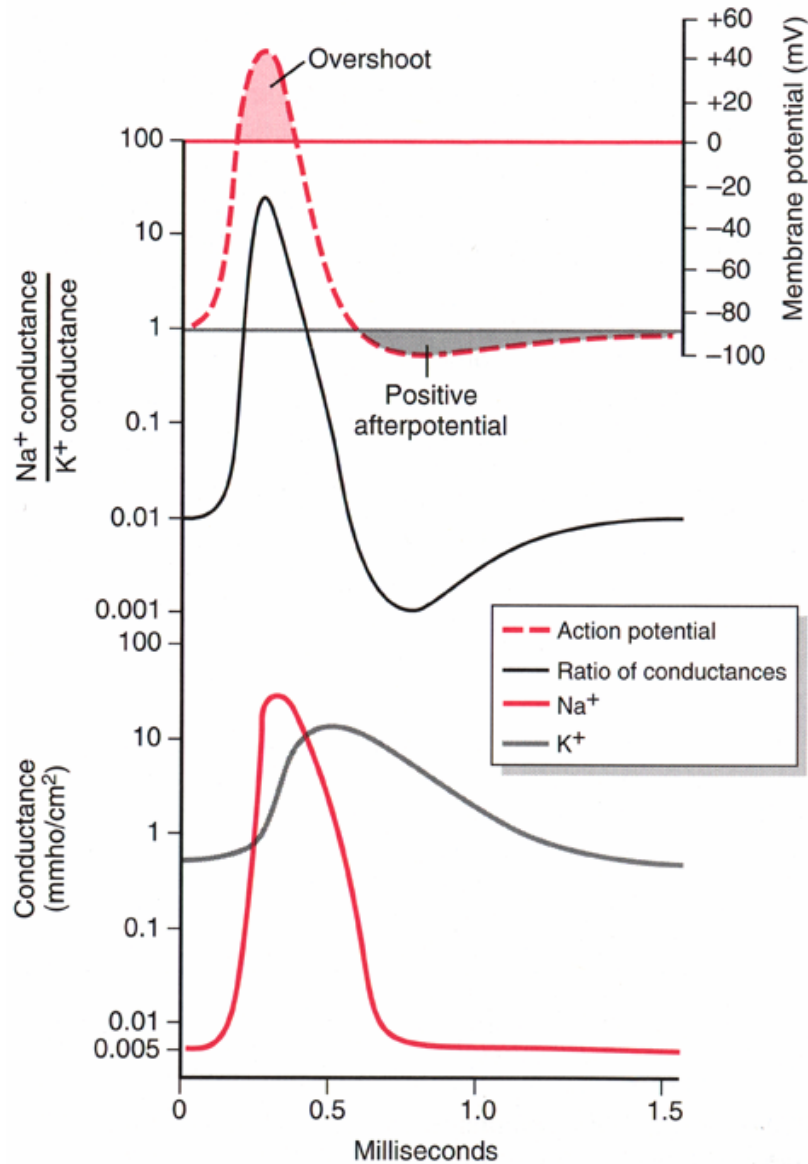 +60
+40
+20
0
−20
−40
−60
−80
−100
Membrane potential (mV)
Overshoot
100
10
1
0.1
0.01
0.001
Na+ conductance
K+ conductance
Positive
afterpotential
Action potential
Ratio of conductances
Na+
K+
100
10
1
0.1
0.01
0.005
Conductance
(mmho/cm2)
0
0.5
1.0
1.5
Milliseconds